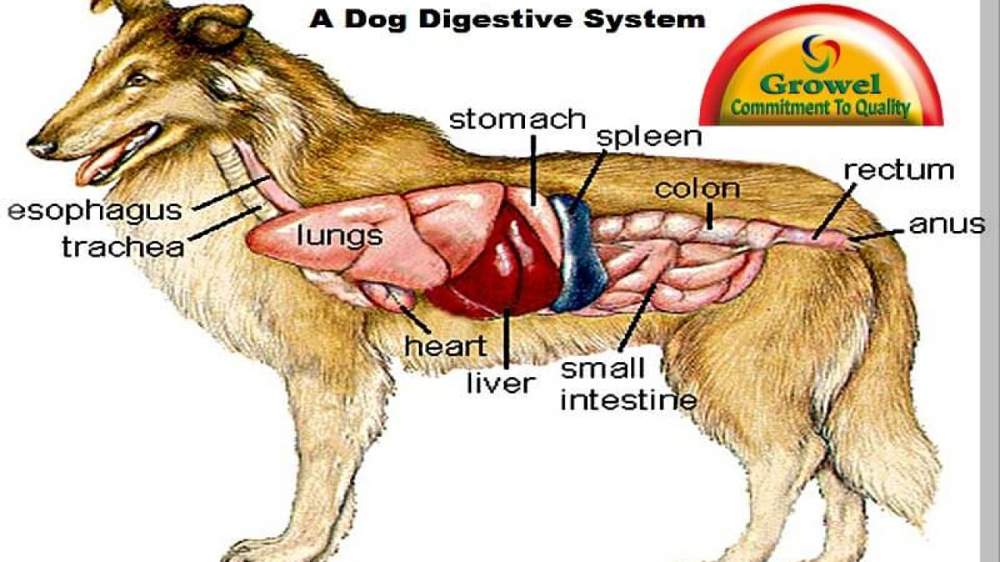 A Dog Digestive System
Growel
Commitment To Quality
stomach
spleen
rectum
colon
esophagus
anus
lungs
trachea
heart
small
intestine
liver